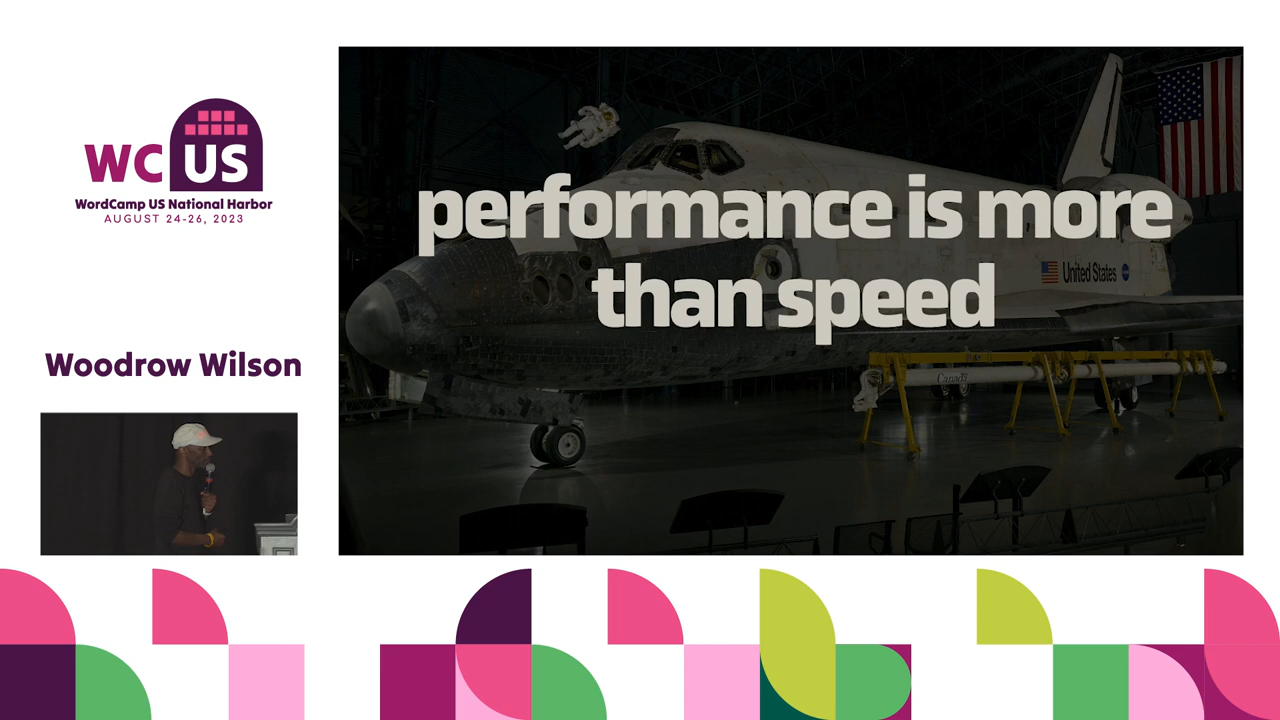 WC US
WordCamp US National Harbor
AUGUST 24-26, 2023
Woodrow Wilson
performance is more
than speed
United States
Canada